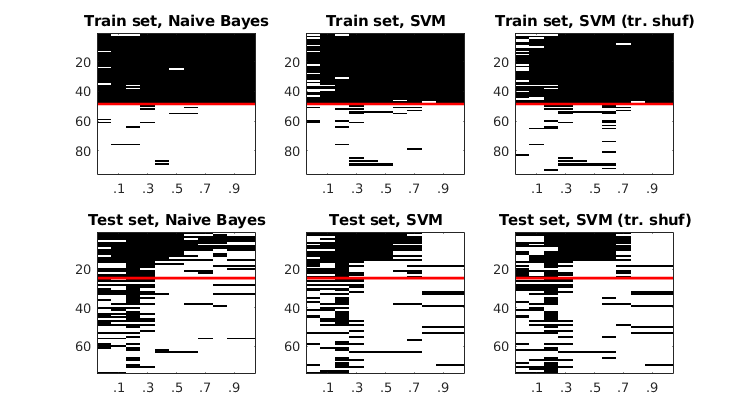 Train set, Naive Bayes
Train set, SVM
Train set, SVM (tr. shuf)
20 20 20
40 40 40
60 60 60
80 80 80
.1 .3 .5 .7 .9 .1 .3 .5 .7 .9 .1 .3 .5 .7 .9
Test set, Naive Bayes
Test set, SVM
Test set, SVM (tr. shuf)
20 20 20
40 40 40
60 60 60
.1 .3 .5 .7 .9 .1 .3 .5 .7 .9 .1 .3 .5 .7 .9